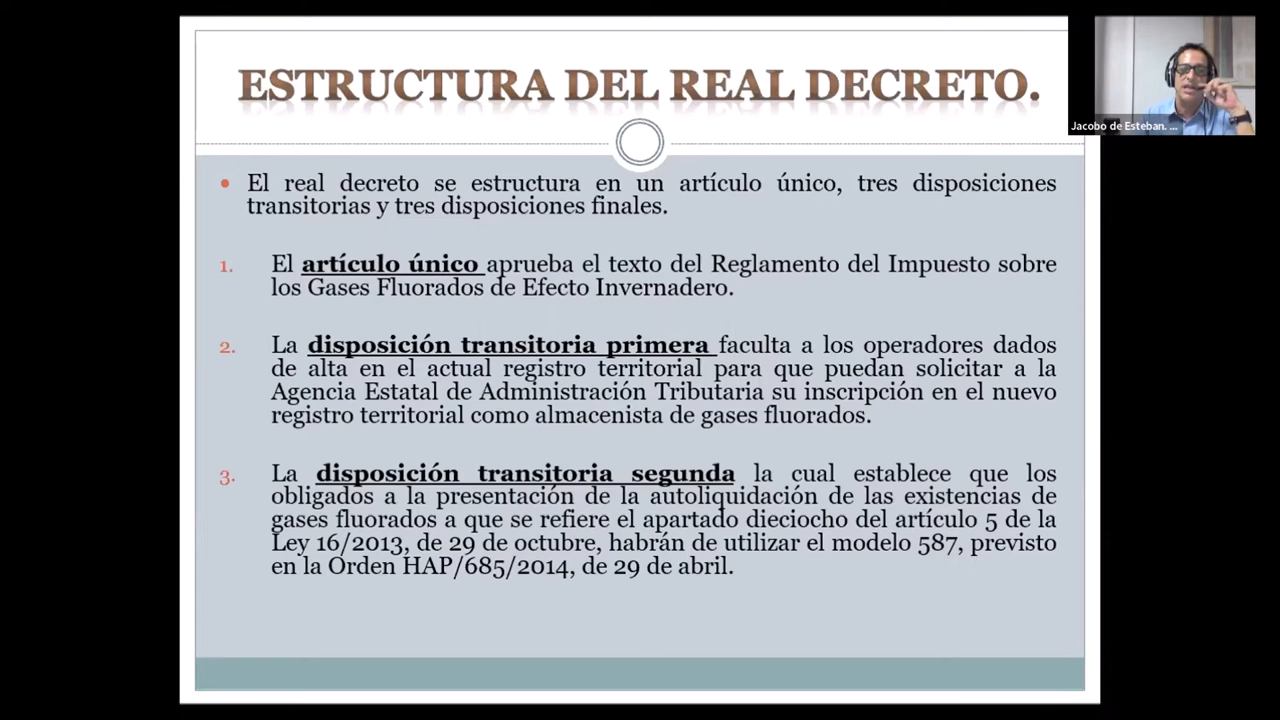 ESTRUCTURA DEL REAL DECRETO.
Jacobo de Esteban. ...
• El real decreto se estructura en un artículo único, tres disposiciones
transitorias y tres disposiciones finales.
1. El artículo único aprueba el texto del Reglamento del Impuesto sobre
los Gases Fluorados de Efecto Invernadero.
2. La disposición transitoria primera faculta a los operadores dados
de alta en el actual registro territorial para que puedan solicitar a la
Agencia Estatal de Administración Tributaria su inscripción en el nuevo
registro territorial como almacenista de gases fluorados.
3. La disposición transitoria segunda la cual establece que los
obligados a la presentación de la autoliquidación de las existencias de
gases fluorados a que se refiere el apartado dieciocho del artículo 5 de la
Ley 16/2013, de 29 de octubre, habrán de utilizar el modelo 587, previsto
en la Orden HAP/685/2014, de 29 de abril.